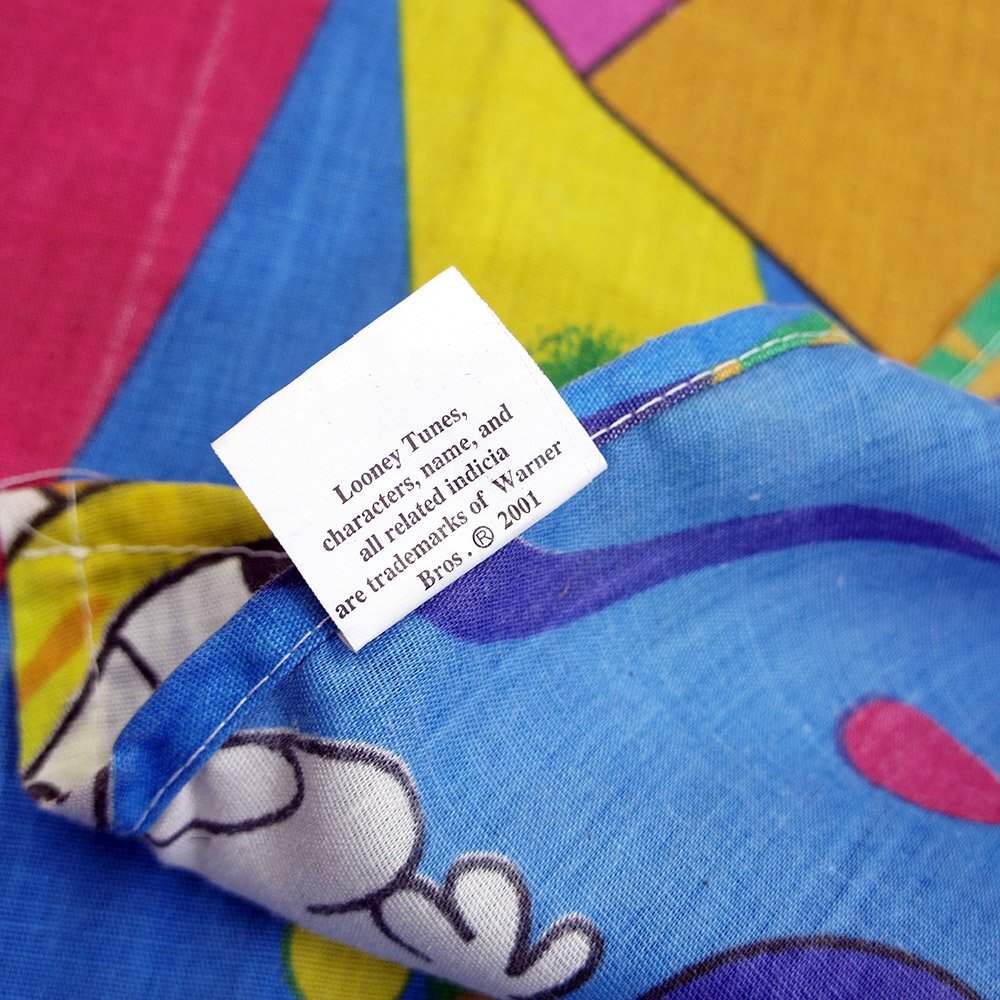 Looney Tunes,
characters, name, and
all related indicia
are trademarks of Warner
Bros . ® 2001